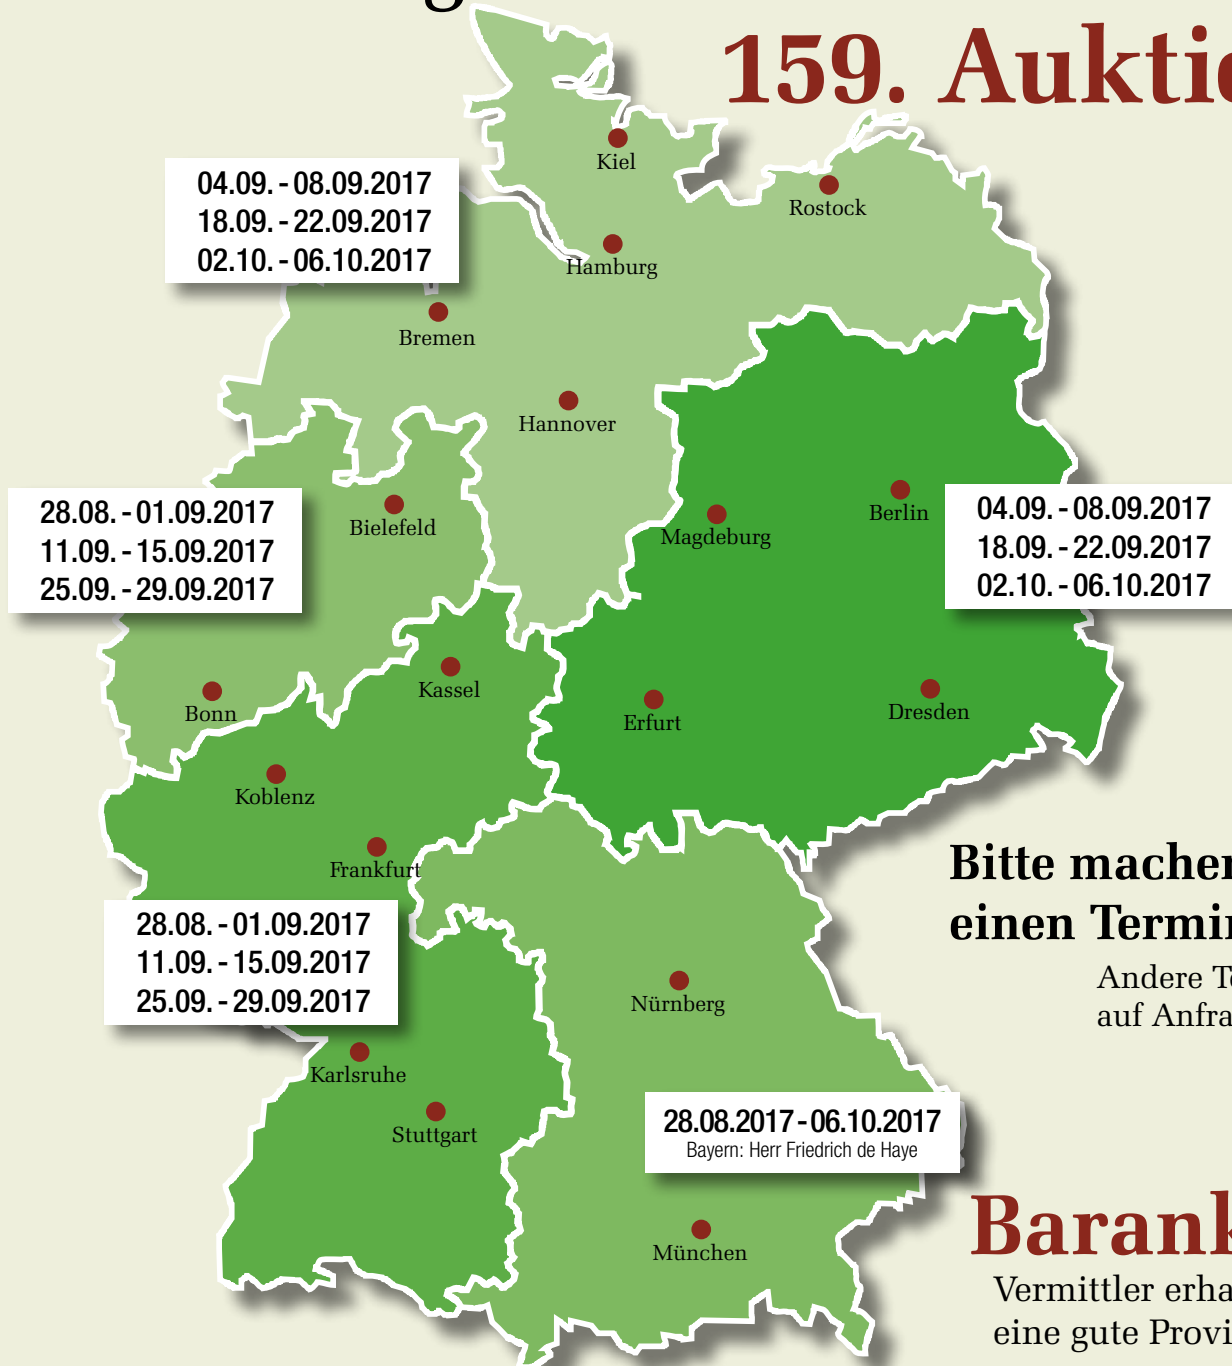 159. Auktio
Kiel
Rostock
04.09. - 08.09.2017
18.09. - 22.09.2017
02.10. - 06.10.2017
Hamburg
Bremen
Hannover
28.08. - 01.09.2017
11.09. - 15.09.2017
25.09. - 29.09.2017
Bielefeld
Magdeburg
Berlin
04.09. - 08.09.2017
18.09. - 22.09.2017
02.10. - 06.10.2017
Kassel
Bonn
Erfurt
Dresden
Koblenz
Frankfurt
Bitte machen
einen Termin
Andere Te
auf Anfra
28.08. - 01.09.2017
11.09. - 15.09.2017
25.09. - 29.09.2017
Nürnberg
Karlsruhe
Stuttgart
28.08.2017 - 06.10.2017
Bayern: Herr Friedrich de Haye
München
Barank
Vermittler erha
eine gute Provi